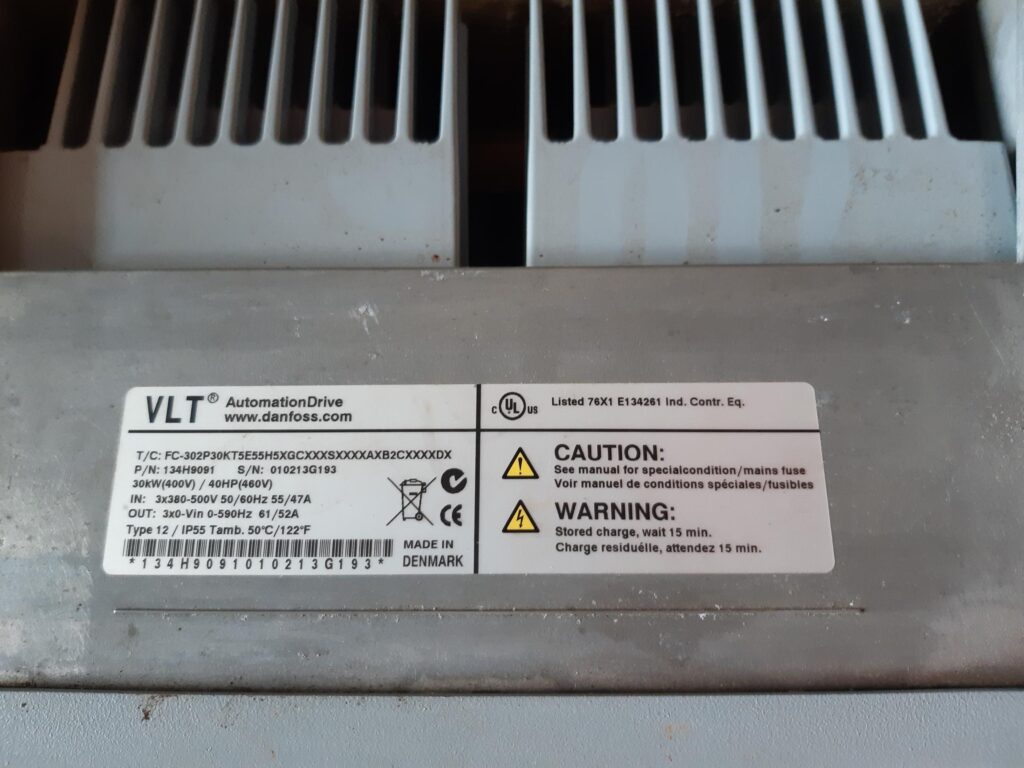 VLT® AutomationDrive
www.danfoss.com
T/C: FC-302P30KT5E55H5XGCXXXSXXXXAXB2CXXXXDX
P/N: 134H9091 S/N: 010213G193
30kW(400V) / 40HP(460V)
IN: 3x380-500V 50/60Hz 55/47A
OUT: 3x0-Vin 0-590Hz 61/52A
Type 12 / IP55 Tamb. 50°C/122°F
*134H9091010213G193*
MADE IN
DENMARK
CE
c UL us Listed 76X1 E134261 Ind. Contr. Eq.
CAUTION:
See manual for specialcondition/mains fuse
Voir manuel de conditions spéciales/fusibles
WARNING:
Stored charge, wait 15 min.
Charge residuélle, attendez 15 min.